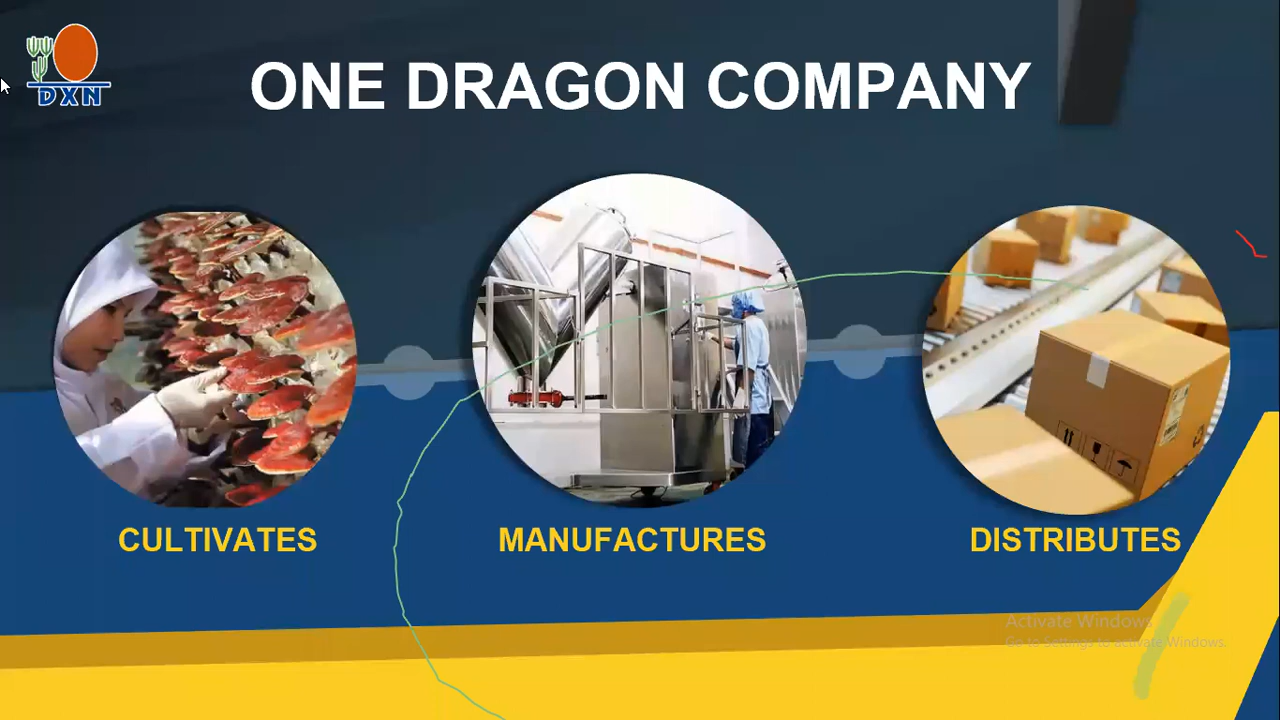 DXN
ONE DRAGON COMPANY
CULTIVATES
MANUFACTURES
DISTRIBUTES
Activate Windows
Go to Settings to activate Windows.